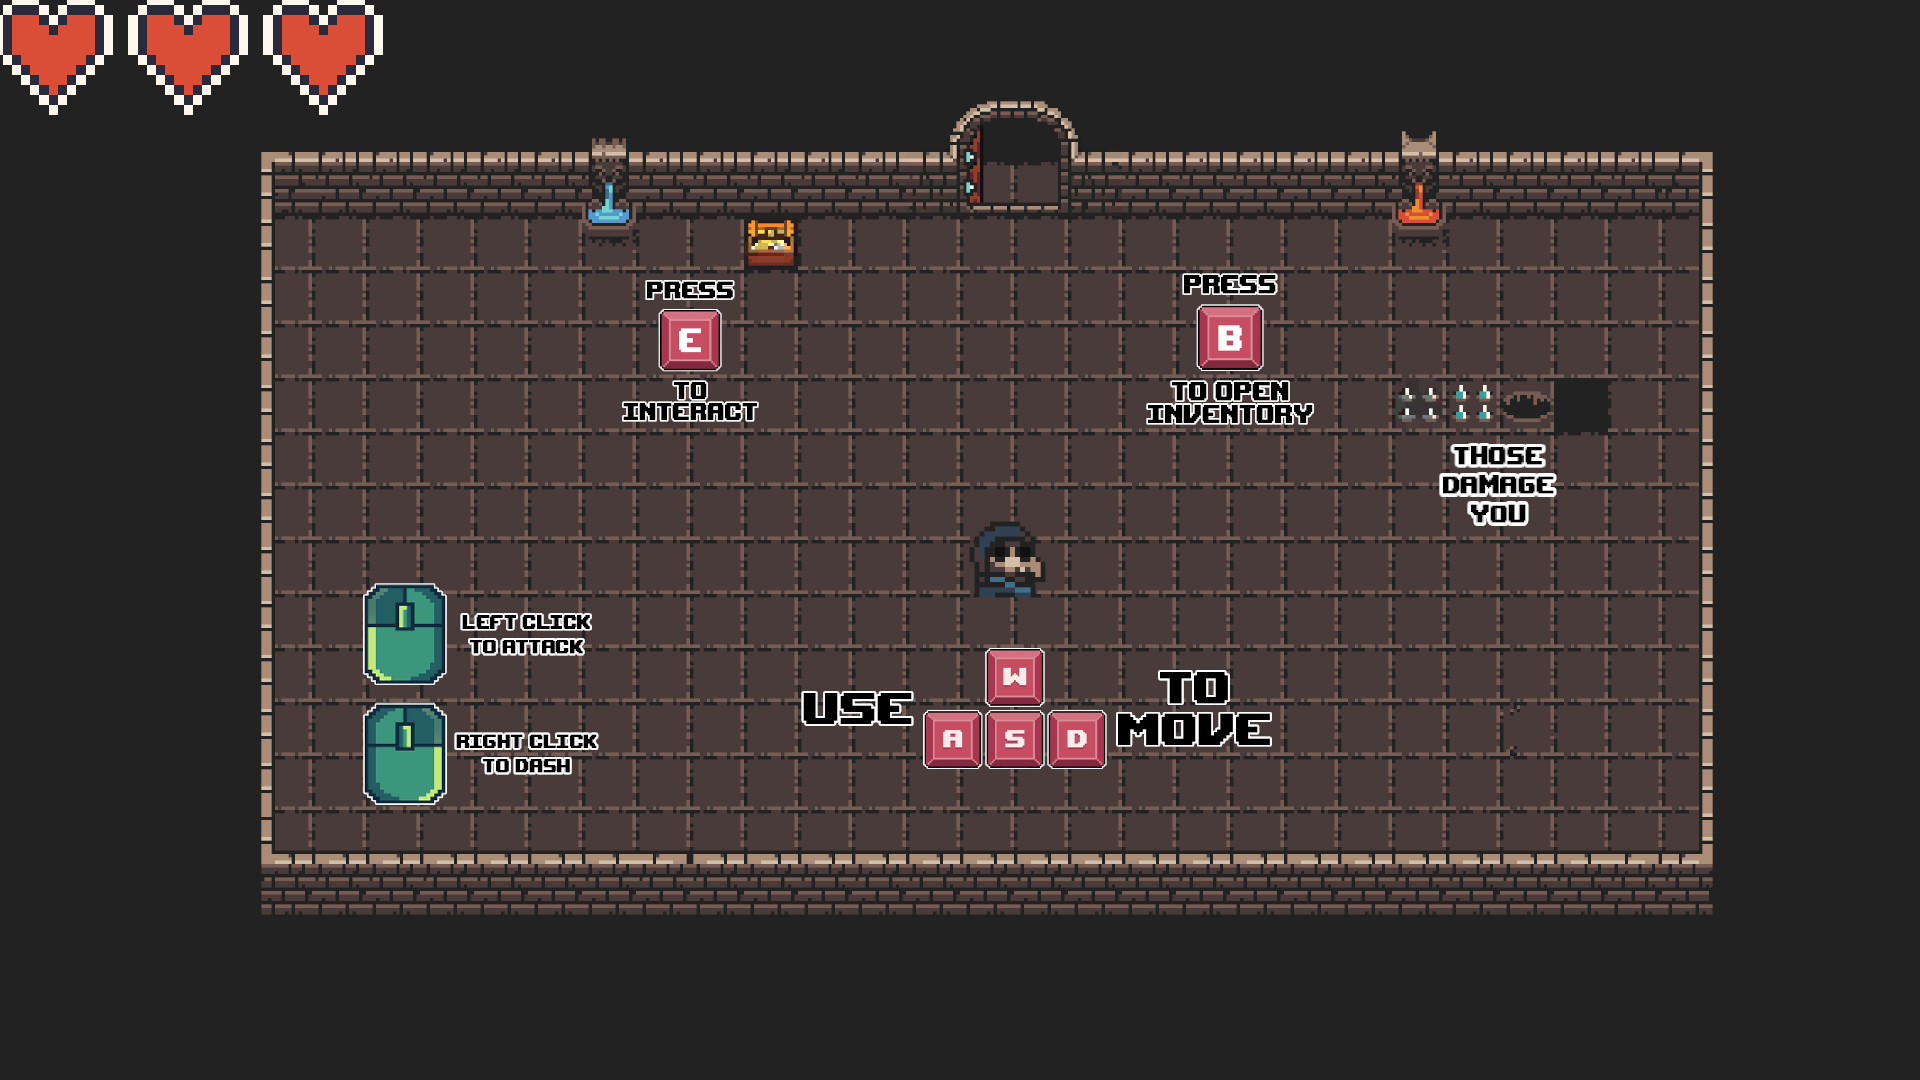 PRESS
E
TO
INTERACT
PRESS
B
TO OPEN
INVENTORY
THOSE
DAMAGE
YOU
LEFT CLICK
TO ATTACK
RIGHT CLICK
TO DASH
USE
W
A S D
TO
MOVE